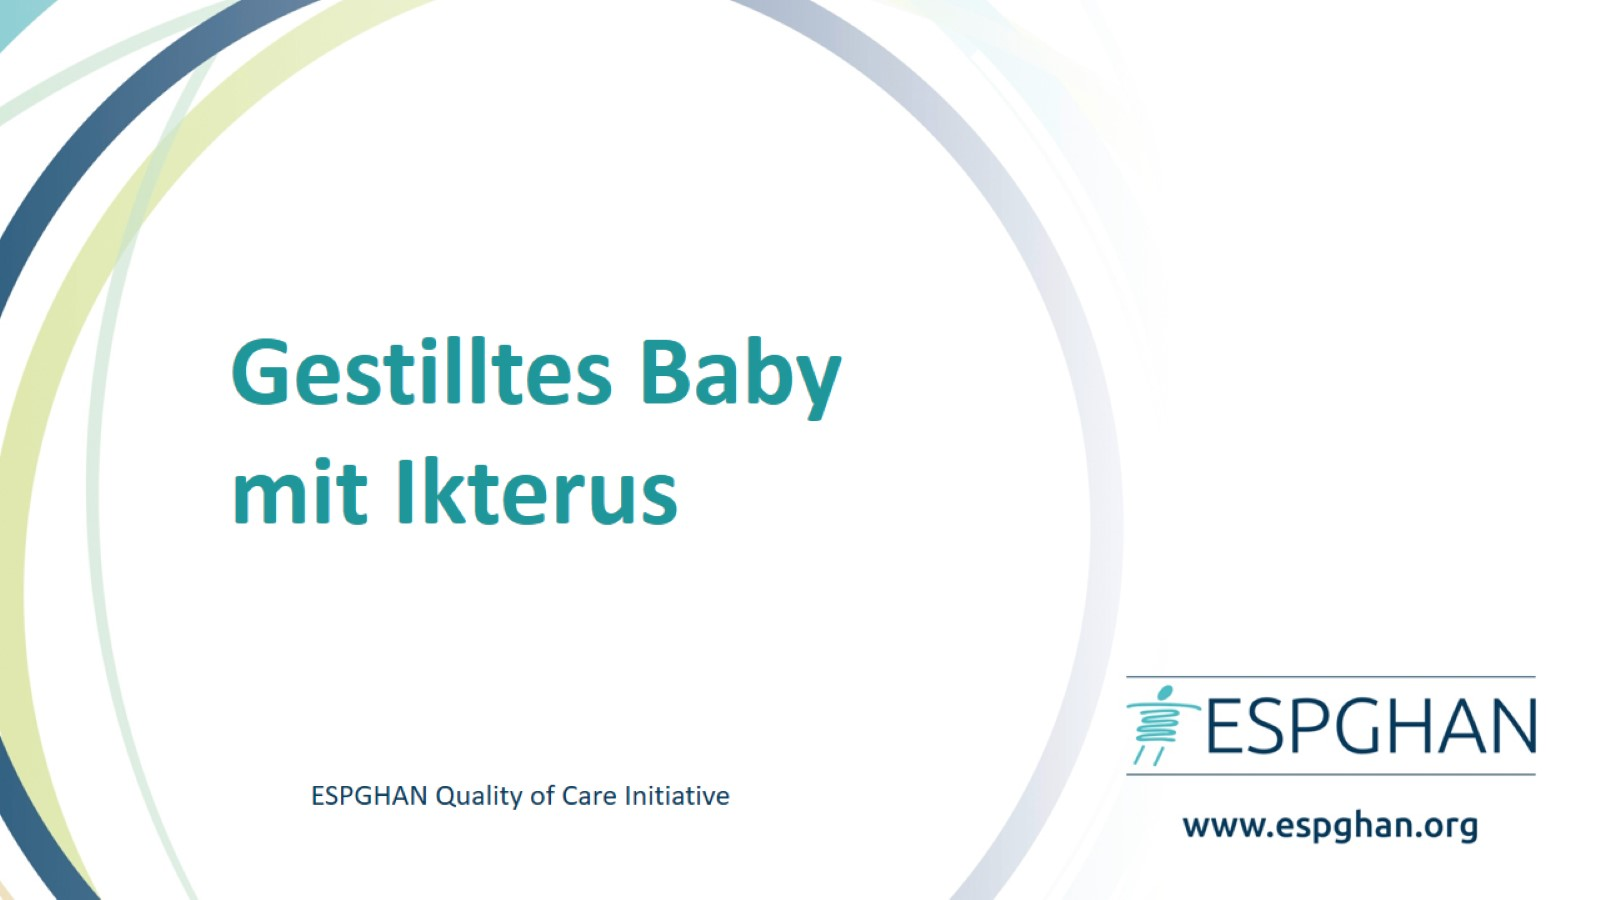 Gestilltes Baby
mit Ikterus
ESPGHAN
ESPGHAN Quality of Care Initiative
www.espghan.org